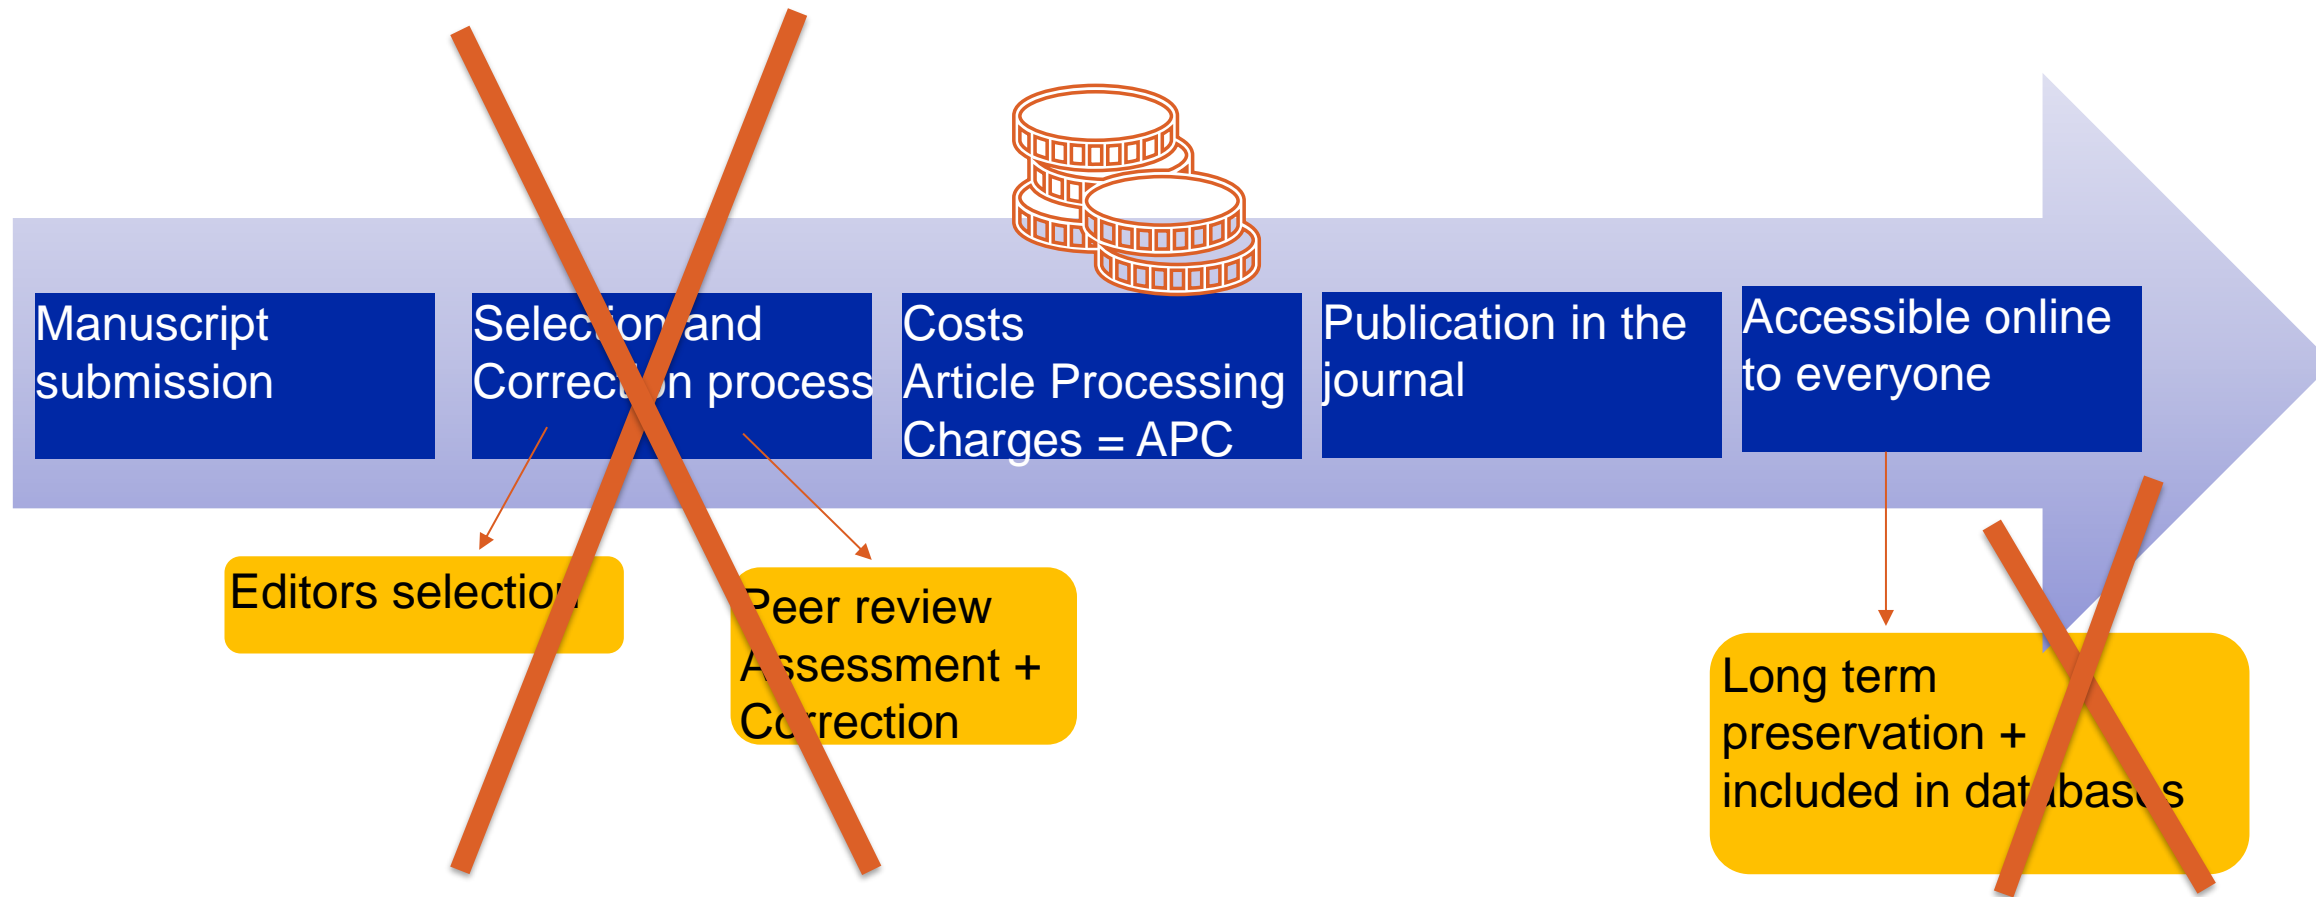 Manuscript
submission
Selection and
Correction process
Costs
Article Processing
Charges = APC
Publication in the
journal
Accessible online
to everyone
Editors selection
Peer review
Assessment +
Correction
Long term
preservation +
included in databases